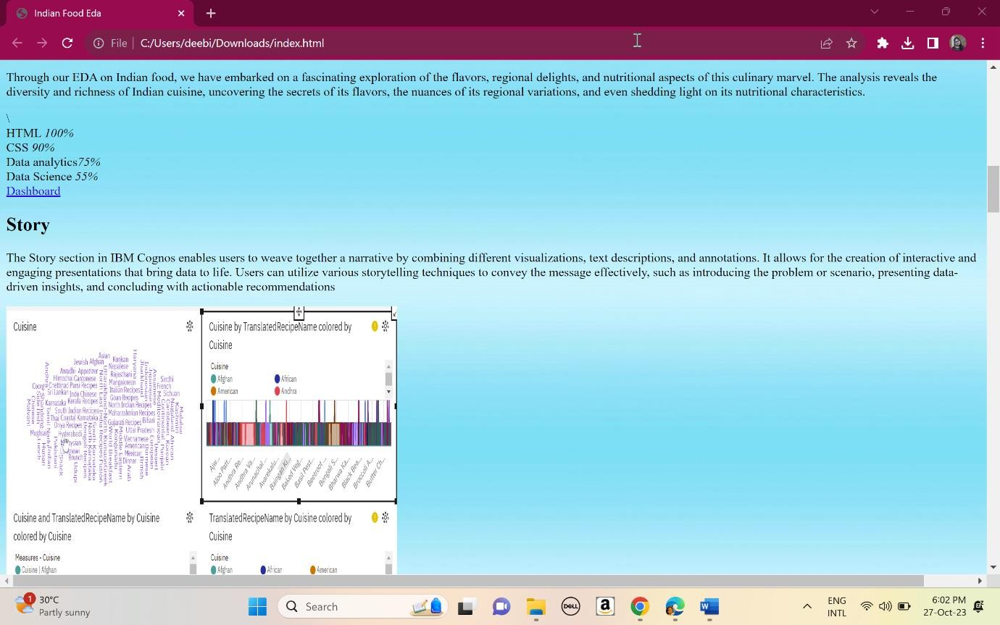 Indian Food Eda
File
C:/Users/deebi/Downloads/index.html
Through our EDA on Indian food, we have embarked on a fascinating exploration of the flavors, regional delights, and nutritional aspects of this culinary marvel. The analysis reveals the
diversity and richness of Indian cuisine, uncovering the secrets of its flavors, the nuances of its regional variations, and even shedding light on its nutritional characteristics.
\
HTML 100%
CSS 90%
Data analytics75%
Data Science 55%
Dashboard
Story
The Story section in IBM Cognos enables users to weave together a narrative by combining different visualizations, text descriptions, and annotations. It allows for the creation of interactive and
engaging presentations that bring data to life. Users can utilize various storytelling techniques to convey the message effectively, such as introducing the problem or scenario, presenting data-
driven insights, and concluding with actionable recommendations
Cuisine
Asian
Jewish Afghan
Konkan
Nepalese
Awadhi Appetizer
Rajasthani
Himachal Cantonese
Mangalorean
Sindhi
Coorg
Chettinad Parsi Recipes
Italian Recipes
French
Sri Lankan
Indo Chinese
Goan Recipes
Sichuan
Karnataka
Kerala Recipes
North Indian Recipes
South Indian Recipes
Maharashtrian Recipes
Thai Coastal Karnataka
Gujarati Recipes Bihari
Oriya Recipes
Uttar Pradesh
Mughlai
Hyderabadi
Vietnamese
American
Mexican
Brunch
Dinner
Cuisine by TranslatedRecipeName colored by
Cuisine
Cuisine
Afghan
African
American
Andhra
Ajw...
Aloo Patt...
Andhra Re...
Andhra Va...
Arunachal...
Avarekalu...
Baingan Ki...
Baked Veg...
Basil Pest...
Beetroot ...
Bengali S...
Bharwa Ka...
Black Bea...
Broccoli A...
Butter Ch...
Cuisine and TranslatedRecipeName by Cuisine
colored by Cuisine
Measures - Cuisine
Cuisine | Afghan
TranslatedRecipeName by Cuisine colored by
Cuisine
Cuisine
Afghan
African
American
1
30°C
Partly sunny
Search
DELL
a
W
ENG
INTL
6:02 PM
27-Oct-23